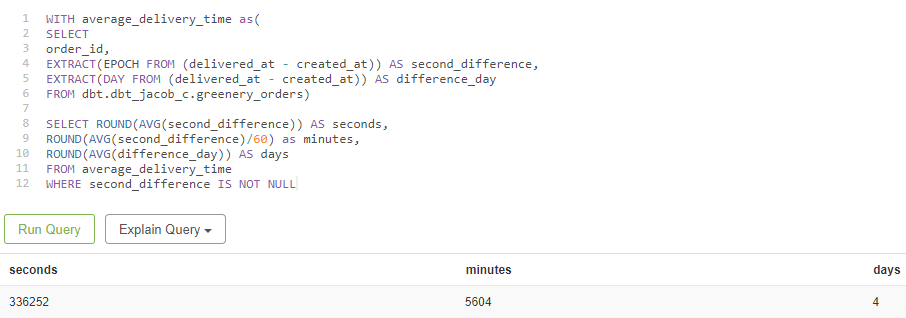 1 WITH average_delivery_time as(
2 SELECT
3 order_id,
4 EXTRACT(EPOCH FROM (delivered_at - created_at)) AS second_difference,
5 EXTRACT(DAY FROM (delivered_at - created_at)) AS difference_day
6 FROM dbt.dbt_jacob_c.greenery_orders)
7
8 SELECT ROUND(AVG(second_difference)) AS seconds,
9 ROUND(AVG(second_difference)/60) as minutes,
10 ROUND(AVG(difference_day)) AS days
11 FROM average_delivery_time
12 WHERE second_difference IS NOT NULL
Run Query Explain Query
seconds minutes days
336252 5604 4